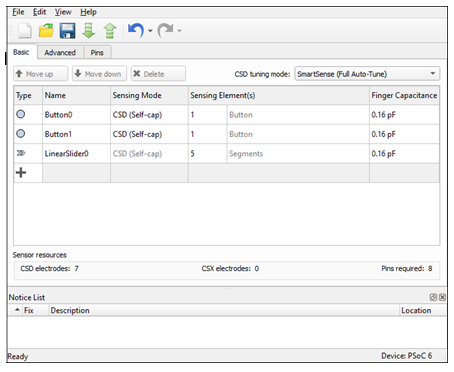 File Edit View Help
Basic Advanced Pins
Move up Move down Delete CSD tuning mode: SmartSense (Full Auto-Tune)
Type Name Sensing Mode Sensing Element(s) Finger Capacitance
Button0 CSD (Self-cap) 1 Button 0.16 pF
Button1 CSD (Self-cap) 1 Button 0.16 pF
LinearSlider0 CSD (Self-cap) 5 Segments 0.16 pF
Sensor resources
CSD electrodes: 7 CSX electrodes: 0 Pins required: 8
Notice List
Fix Description Location
Ready Device: PSoC 6